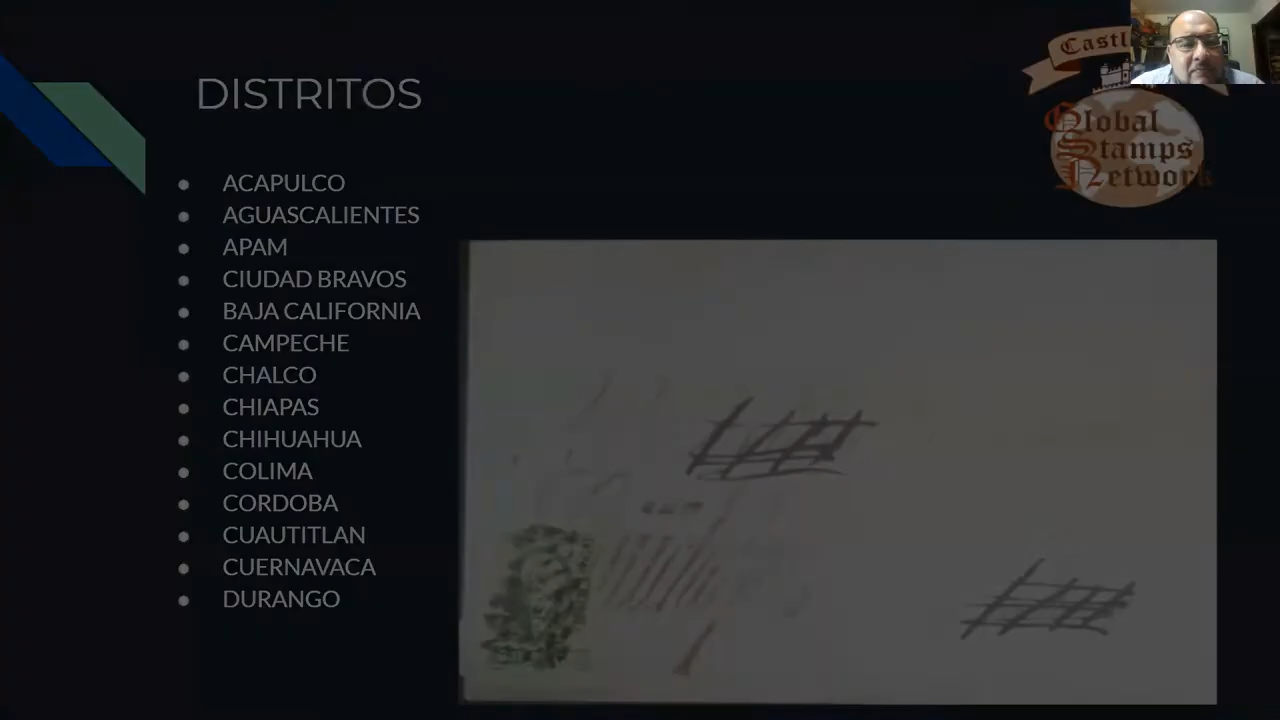 DISTRITOS
ACAPULCO
AGUASCALIENTES
APAM
CIUDAD BRAVOS
BAJA CALIFORNIA
CAMPECHE
CHALCO
CHIAPAS
CHIHUAHUA
COLIMA
CORDOBA
CUAUTITLAN
CUERNAVACA
DURANGO
Castl
Global
Stamps
Network